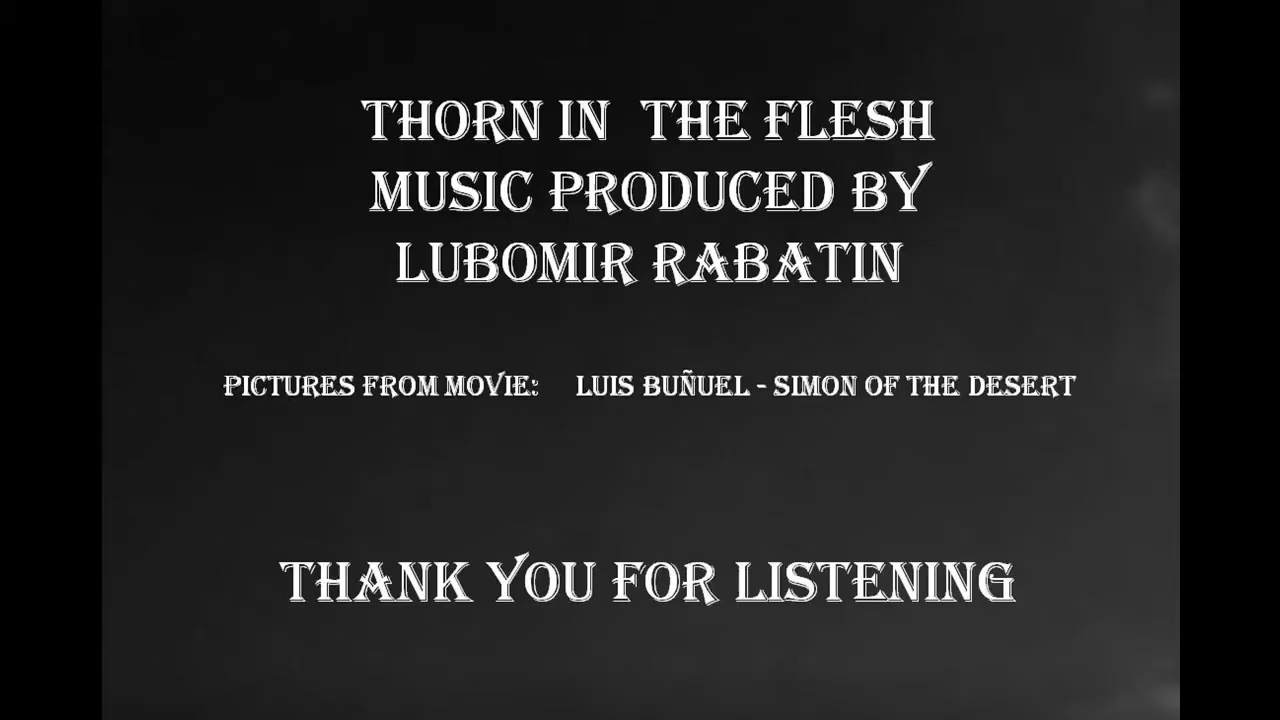 THORN IN THE FLESH
MUSIC PRODUCED BY
LUBOMIR RABATIN
PICTURES FROM MOVIE: LUIS BUÑUEL - SIMON OF THE DESERT
THANK YOU FOR LISTENING